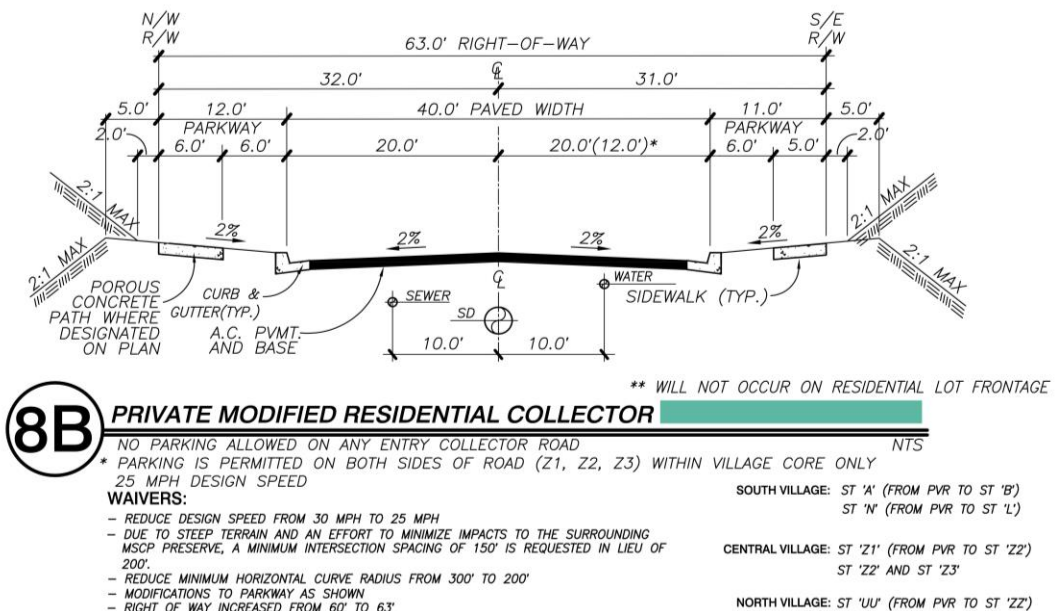 N/W S/E
R/W R/W
63.0' RIGHT-OF-WAY
32.0' ℄ 31.0'
5.0' 12.0' 40.0' PAVED WIDTH 11.0' 5.0'
PARKWAY PARKWAY
2.0' 6.0' 6.0' 20.0' 20.0'(12.0')* 6.0' 5.0' 2.0'
2:1 MAX 2:1 MAX
2% 2% 2% 2%
2:1 MAX 2:1 MAX
POROUS
CONCRETE
PATH WHERE
DESIGNATED
ON PLAN
CURB &
GUTTER(TYP.)
A.C. PVMT.
AND BASE
SEWER
SD
℄
WATER
SIDEWALK (TYP.)
10.0' 10.0'
** WILL NOT OCCUR ON RESIDENTIAL LOT FRONTAGE
8B PRIVATE MODIFIED RESIDENTIAL COLLECTOR
NO PARKING ALLOWED ON ANY ENTRY COLLECTOR ROAD NTS
* PARKING IS PERMITTED ON BOTH SIDES OF ROAD (Z1, Z2, Z3) WITHIN VILLAGE CORE ONLY
25 MPH DESIGN SPEED
WAIVERS:
– REDUCE DESIGN SPEED FROM 30 MPH TO 25 MPH
– DUE TO STEEP TERRAIN AND AN EFFORT TO MINIMIZE IMPACTS TO THE SURROUNDING
MSCP PRESERVE, A MINIMUM INTERSECTION SPACING OF 150' IS REQUESTED IN LIEU OF
200'.
– REDUCE MINIMUM HORIZONTAL CURVE RADIUS FROM 300' TO 200'
– MODIFICATIONS TO PARKWAY AS SHOWN
– RIGHT OF WAY INCREASED FROM 60' TO 63'
SOUTH VILLAGE: ST 'A' (FROM PVR TO ST 'B')
ST 'N' (FROM PVR TO ST 'L')
CENTRAL VILLAGE: ST 'Z1' (FROM PVR TO ST 'Z2')
ST 'Z2' AND ST 'Z3'
NORTH VILLAGE: ST 'UU' (FROM PVR TO ST 'ZZ')